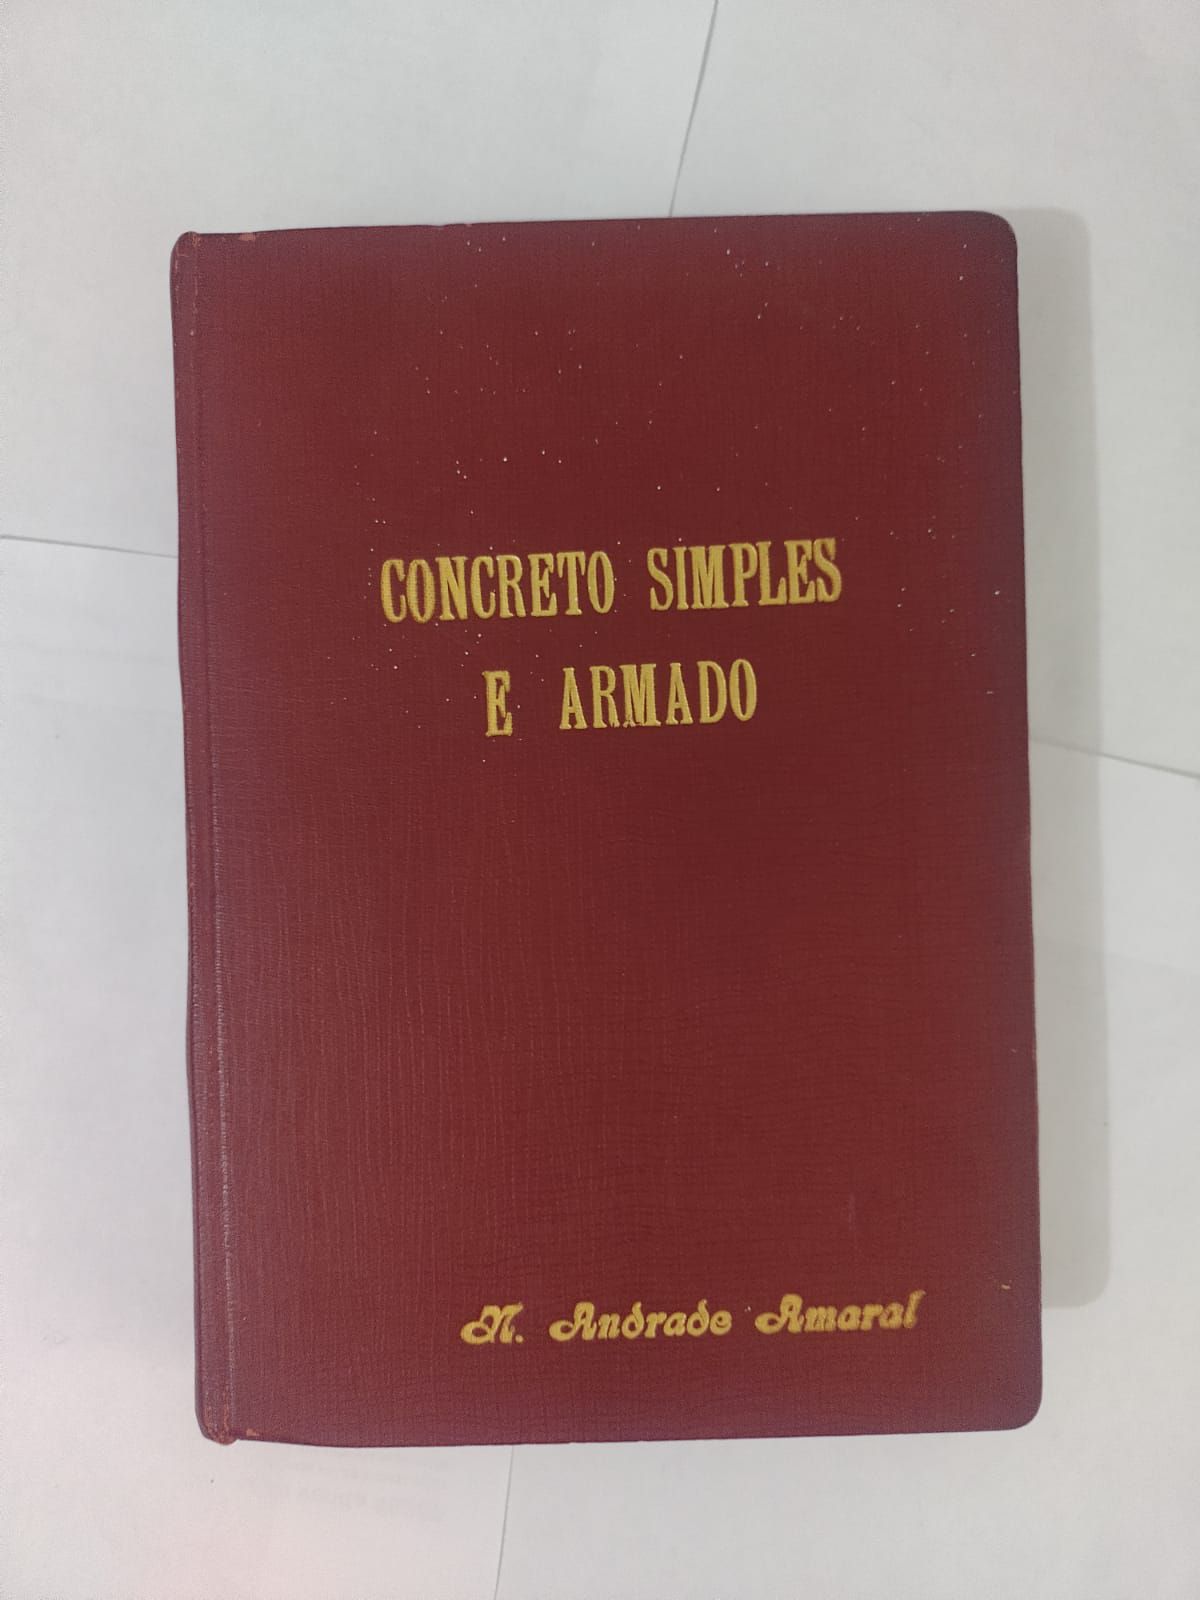 CONCRETO SIMPLES
E ARMADO
N. Andrade Amaral